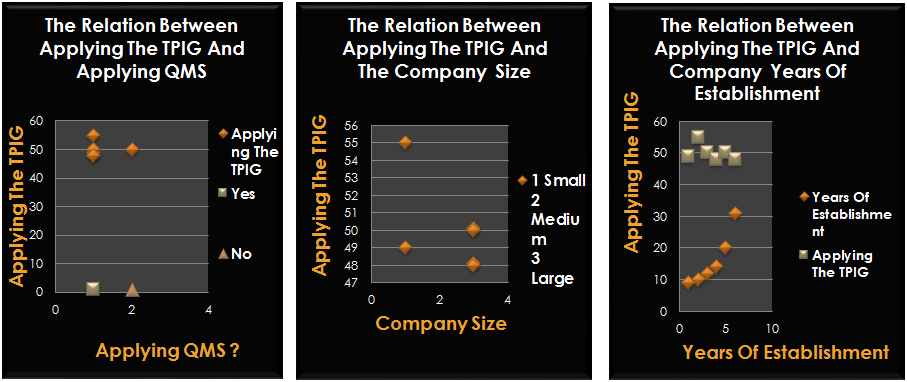 The Relation Between
Applying The TPIG And
Applying QMS
Applying The TPIG
60
50
40
30
20
10
0
0
2
4
Applying QMS ?
Applyi
ng The
TPIG
Yes
No
The Relation Between
Applying The TPIG And
The Company Size
Applying The TPIG
56
55
54
53
52
51
50
49
48
47
0
2
4
Company Size
1 Small
2
Mediu
m
3
Large
The Relation Between
Applying The TPIG And
Company Years Of
Establishment
Applying The TPIG
60
50
40
30
20
10
0
0
5
10
Years Of Establishment
Years Of
Establishme
nt
Applying
The TPIG